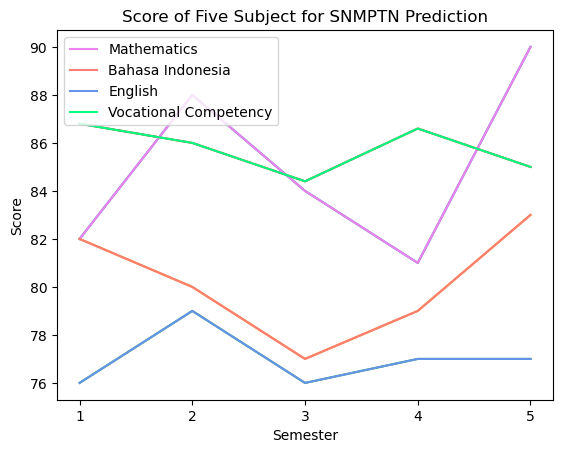 Score of Five Subject for SNMPTN Prediction
Mathematics
Bahasa Indonesia
English
Vocational Competency
90
88
86
84
82
80
78
76
Score
1 2 3 4 5
Semester